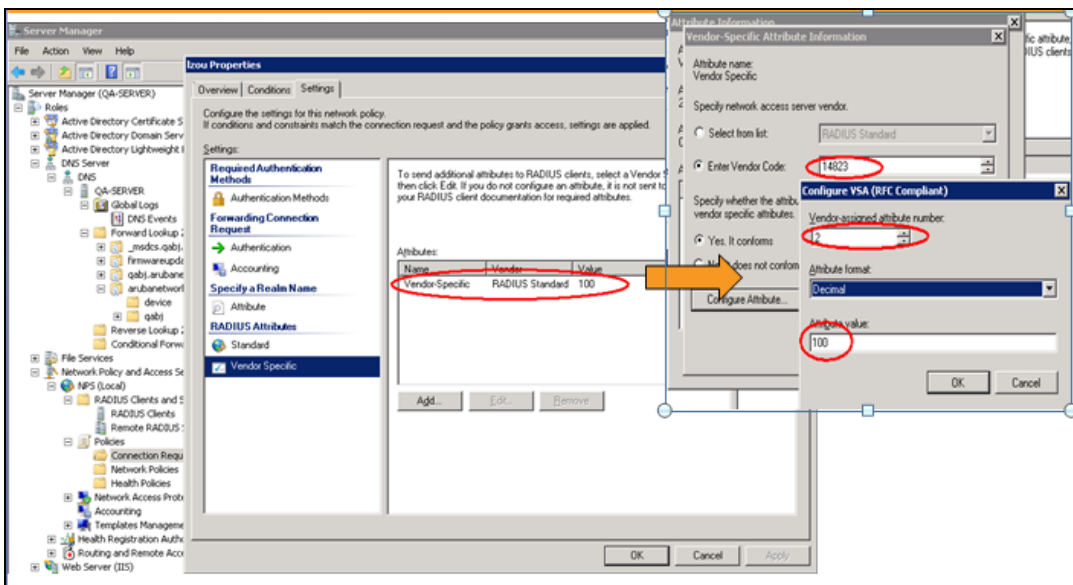 Server Manager
File Action View Help
Server Manager (QA-SERVER)
Roles
Active Directory Certificate S
Active Directory Domain Serv
Active Directory Lightweight
DNS Server
DNS
QA-SERVER
Global Logs
DNS Events
Forward Lookup
_msdcs.qabj.
firmwareupda
qabj.arubane
arubanetworl
device
qabj
Reverse Lookup
Conditional Forw
File Services
Network Policy and Access Se
NPS (Local)
RADIUS Clients and S
RADIUS Clients
Remote RADIUS
Policies
Connection Requ
Network Policies
Health Policies
Network Access Prote
Accounting
Templates Manageme
Health Registration Autho
Routing and Remote Acce
Web Server (IIS)
Izou Properties
Overview Conditions Settings
Configure the settings for this network policy.
If conditions and constraints match the connection request and the policy grants access, settings are applied.
Settings:
Required Authentication
Methods
Authentication Methods
Forwarding Connection
Request
Authentication
Accounting
Specify a Realm Name
Attribute
RADIUS Attributes
Standard
Vendor Specific
To send additional attributes to RADIUS clients, select a Vendor S
then click Edit. If you do not configure an attribute, it is not sent to
your RADIUS client documentation for required attributes.
Attributes:
Name Vendor Value
Vendor-Specific RADIUS Standard 100
Add... Edit... Remove
OK Cancel Apply
Attribute Information
Vendor-Specific Attribute Information
Attribute name:
Vendor Specific
Specify network access server vendor.
Select from list: RADIUS Standard
Enter Vendor Code: 14823
Specify whether the attribu
vendor specific attributes.
Yes. It conforms
does not conform
Configure Attribute...
fic attribute,
DIUS clients
Configure VSA (RFC Compliant)
Vendor-assigned attribute number:
2
Attribute format:
Decimal
Attribute value:
100
OK Cancel